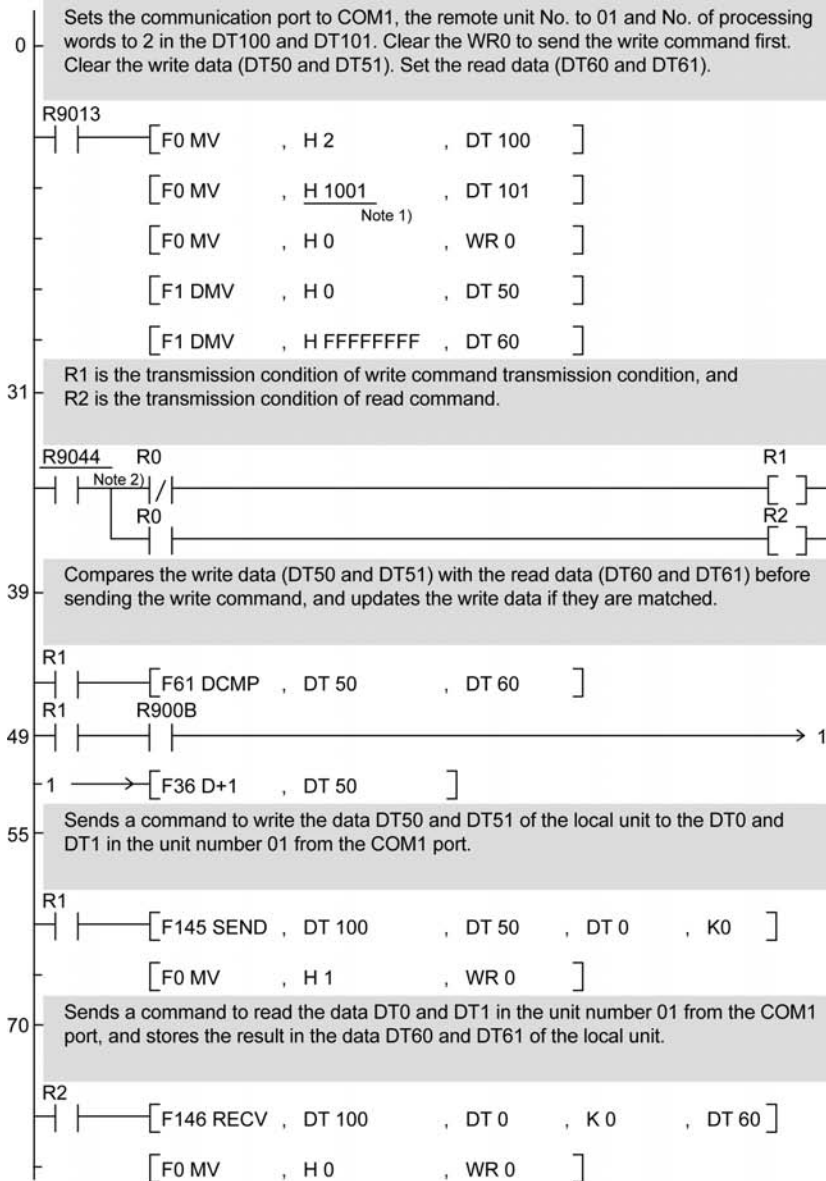 Sets the communication port to COM1, the remote unit No. to 01 and No. of processing
0 words to 2 in the DT100 and DT101. Clear the WR0 to send the write command first.
Clear the write data (DT50 and DT51). Set the read data (DT60 and DT61).
R9013
F0 MV , H 2 , DT 100
F0 MV , H 1001 , DT 101
Note 1)
F0 MV , H 0 , WR 0
F1 DMV , H 0 , DT 50
F1 DMV , H FFFFFFFF , DT 60
R1 is the transmission condition of write command transmission condition, and
31 R2 is the transmission condition of read command.
R9044 R0 R1
Note 2)
R0 R2
Compares the write data (DT50 and DT51) with the read data (DT60 and DT61) before
39 sending the write command, and updates the write data if they are matched.
R1
F61 DCMP , DT 50 , DT 60
R1 R900B
49 1
1 F36 D+1 , DT 50
Sends a command to write the data DT50 and DT51 of the local unit to the DT0 and
55 DT1 in the unit number 01 from the COM1 port.
R1
F145 SEND , DT 100 , DT 50 , DT 0 , K0
F0 MV , H 1 , WR 0
Sends a command to read the data DT0 and DT1 in the unit number 01 from the COM1
70 port, and stores the result in the data DT60 and DT61 of the local unit.
R2
F146 RECV , DT 100 , DT 0 , K 0 , DT 60
F0 MV , H 0 , WR 0